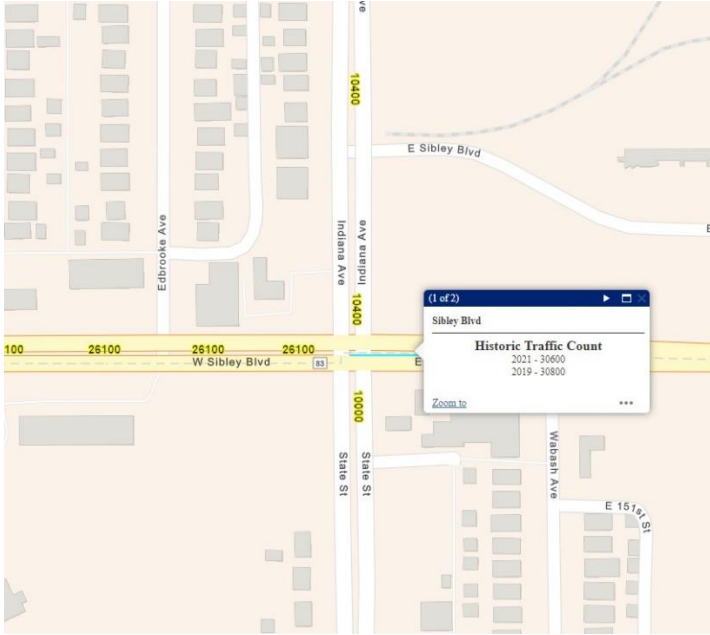 ve
10400
E Sibley Blvd
Edbrooke Ave
Indiana Ave
Indiana Ave
10400
(1 of 2)
Sibley Blvd
Historic Traffic Count
2021 - 30600
2019 - 30800
Zoom to
100
26100
26100
26100
W Sibley Blvd
83
E
10000
State St
State St
Wabash Ave
E 151st St